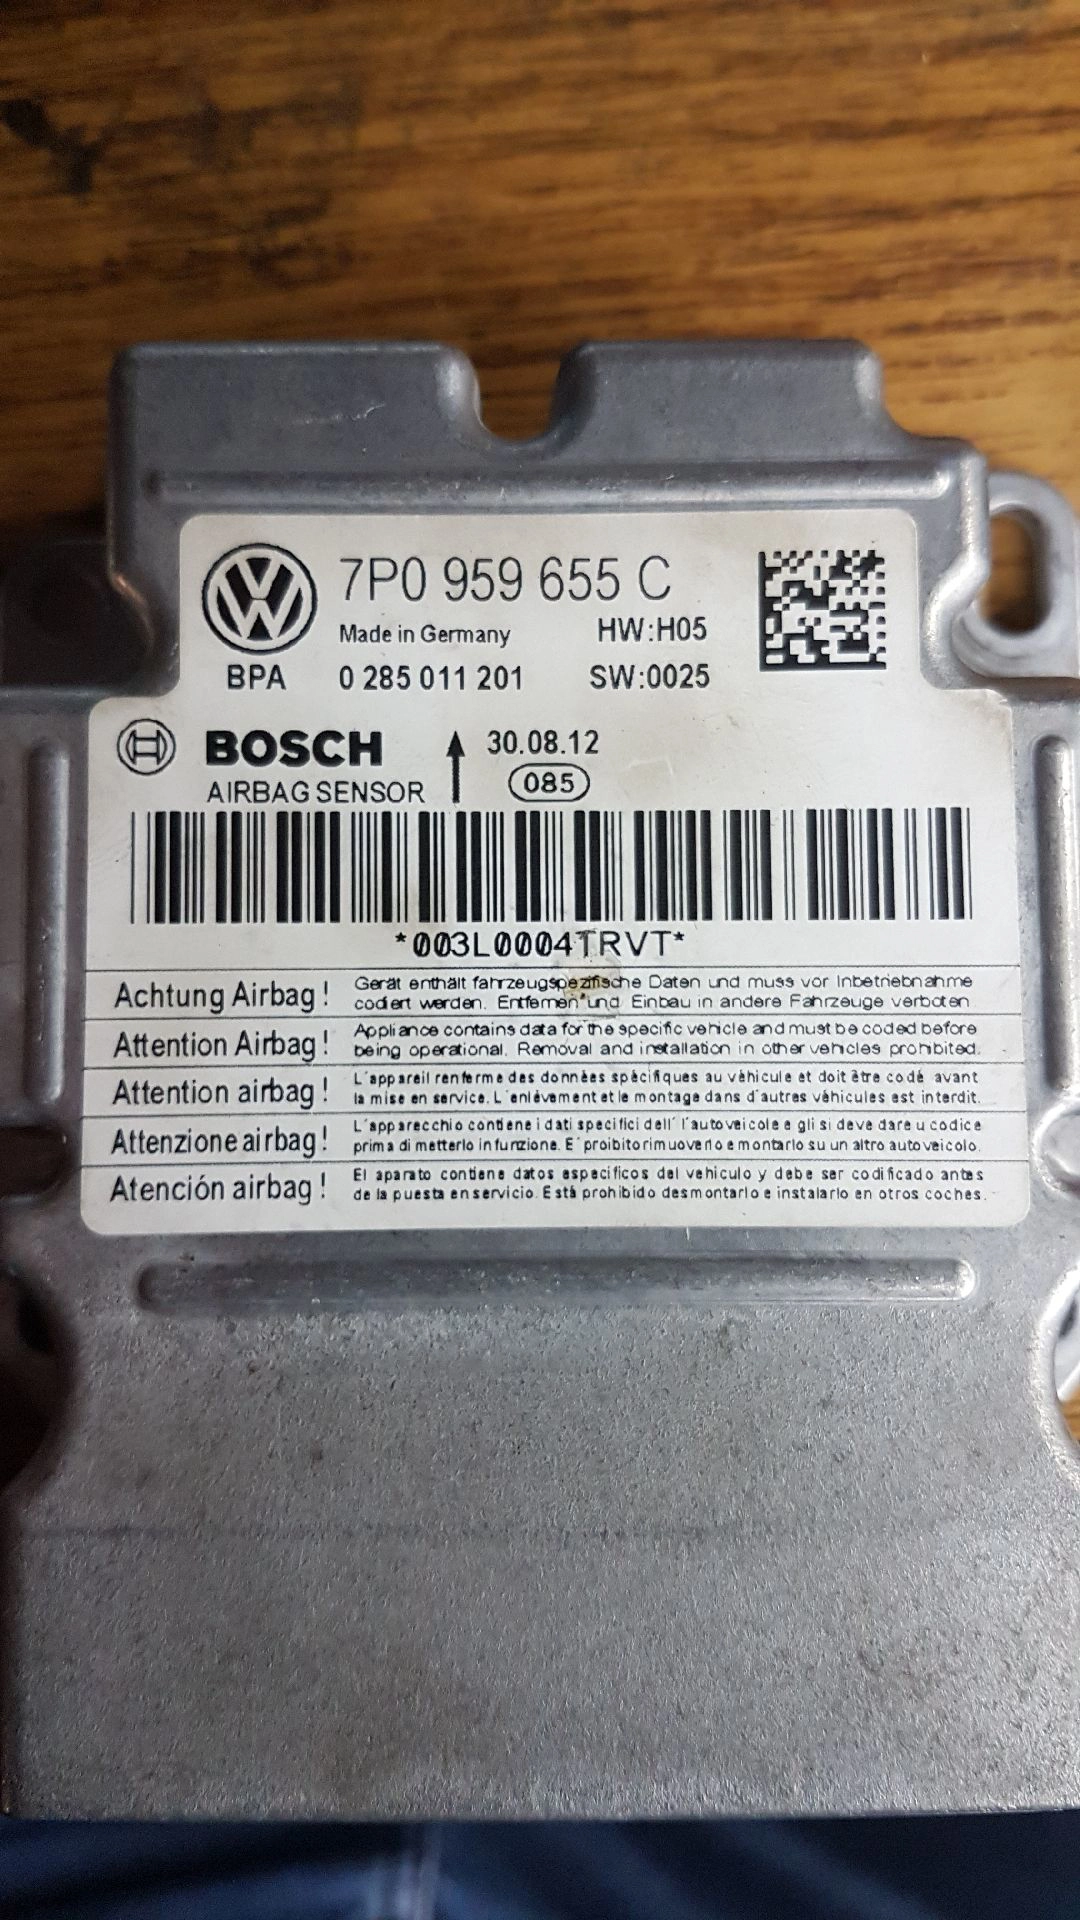 7P0 959 655 C
Made in Germany HW:H05
BPA 0 285 011 201 SW:0025
BOSCH 30.08.12
AIRBAG SENSOR 085
*003L0004TRVT*
Achtung Airbag! Gerät enthält fahrzeugspezifische Daten und muss vor Inbetriebnahme
codiert werden. Entfernen und Einbau in andere Fahrzeuge verboten.
Attention Airbag! Appliance contains data for the specific vehicle and must be coded before
being operational. Removal and installation in other vehicles prohibited.
Attention airbag! L'appareil renferme des données spécifiques au véhicule et doit être codé avant
la mise en service. L'enlèvement et le montage dans d'autres véhicules est interdit.
Attenzione airbag! L'apparecchio contiene i dati specifici dell' l'autoveicolo e gli si deve dare u codice
prima di metterlo in funzione. E' proibito rimuoverlo e montarlo su un altro autoveicolo.
Atención airbag! El aparato contiene datos especificos del vehiculo y debe ser codificado antes
de la puesta en servicio. Está prohibido desmontarlo e instalarlo en otros coches.